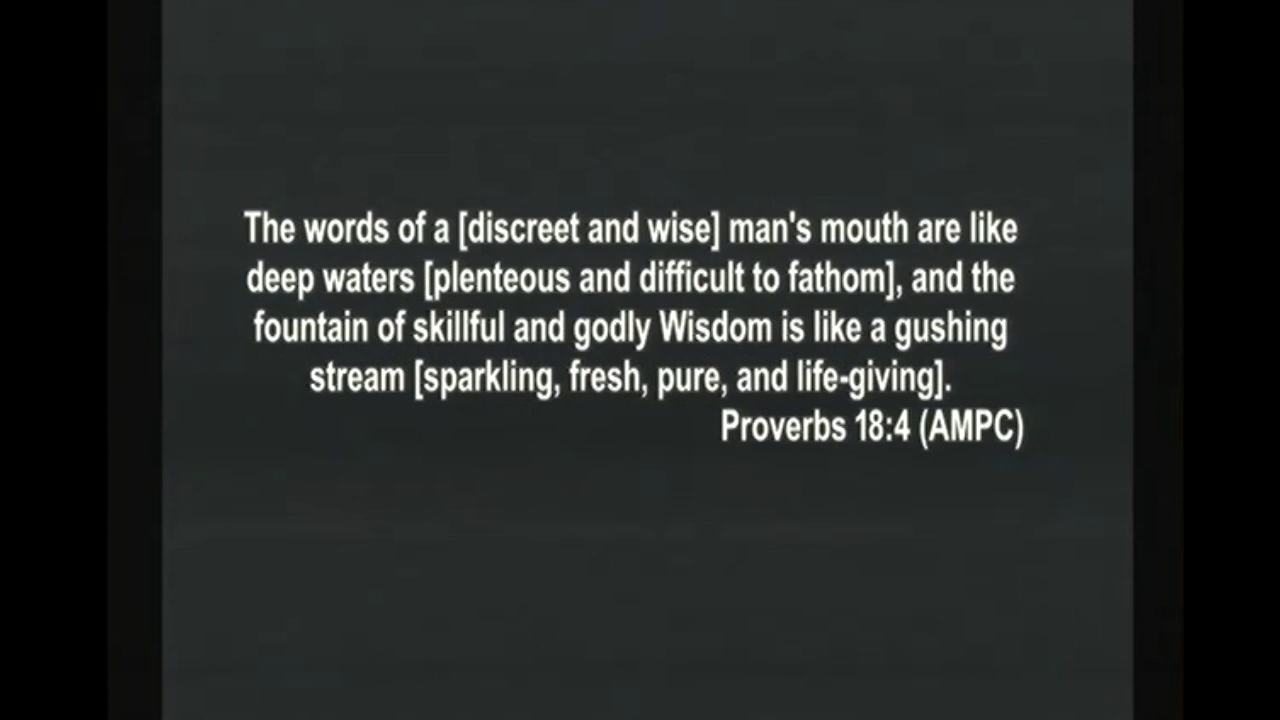 The words of a [discreet and wise] man's mouth are like
deep waters [plenteous and difficult to fathom], and the
fountain of skillful and godly Wisdom is like a gushing
stream [sparkling, fresh, pure, and life-giving].
Proverbs 18:4 (AMPC)